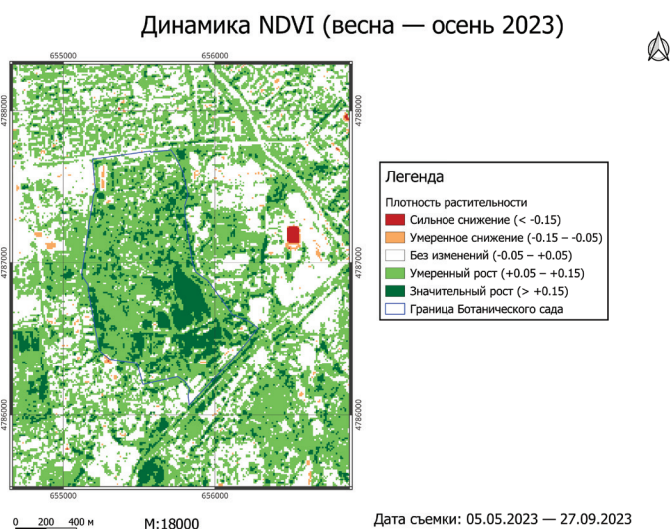 Динамика NDVI (весна — осень 2023)
655000 656000
4788000 4788000
4787000 4787000
4786000 4786000
655000 656000
Легенда
Плотность растительности
Сильное снижение (< -0.15)
Умеренное снижение (-0.15 – -0.05)
Без изменений (-0.05 – +0.05)
Умеренный рост (+0.05 – +0.15)
Значительный рост (> +0.15)
Граница Ботанического сада
0 200 400 м
М:18000
Дата съемки: 05.05.2023 — 27.09.2023